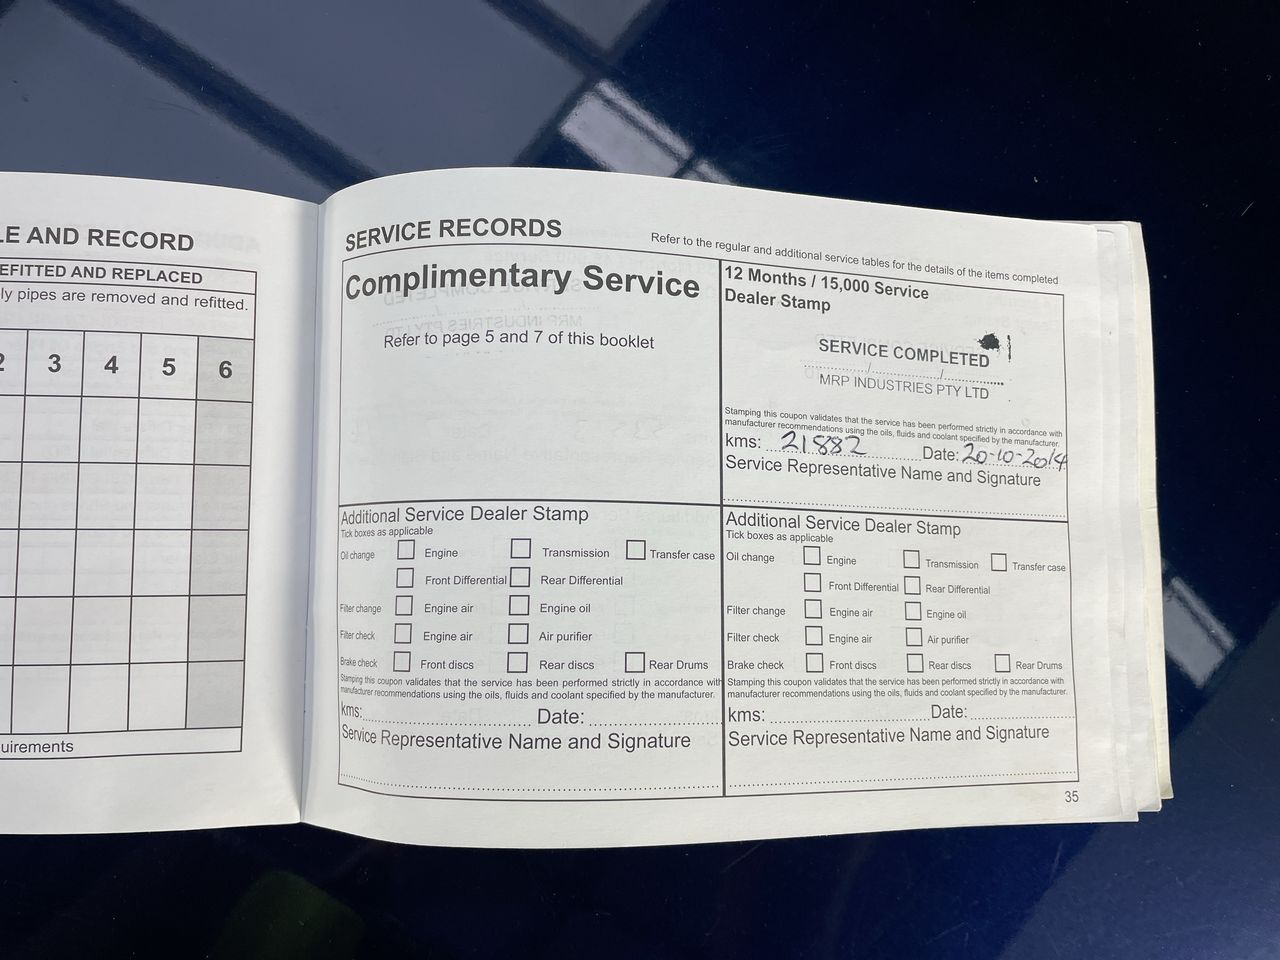 LE AND RECORD
EFITTED AND REPLACED
ly pipes are removed and refitted.
2 3 4 5 6
uirements
SERVICE RECORDS
Refer to the regular and additional service tables for the details of the items completed
Complimentary Service
Refer to page 5 and 7 of this booklet
12 Months / 15,000 Service
Dealer Stamp
SERVICE COMPLETED
MRP INDUSTRIES PTY LTD
Stamping this coupon validates that the service has been performed strictly in accordance with
manufacturer recommendations using the oils, fluids and coolant specified by the manufacturer.
kms: 21882 Date: 20-10-2014
Service Representative Name and Signature
Additional Service Dealer Stamp
Tick boxes as applicable
Oil change Engine Transmission Transfer case
Front Differential Rear Differential
Filter change Engine air Engine oil
Filter check Engine air Air purifier
Brake check Front discs Rear discs Rear Drums
Stamping this coupon validates that the service has been performed strictly in accordance with
manufacturer recommendations using the oils, fluids and coolant specified by the manufacturer.
kms: Date:
Service Representative Name and Signature
Additional Service Dealer Stamp
Tick boxes as applicable
Oil change Engine Transmission Transfer case
Front Differential Rear Differential
Filter change Engine air Engine oil
Filter check Engine air Air purifier
Brake check Front discs Rear discs Rear Drums
Stamping this coupon validates that the service has been performed strictly in accordance with
manufacturer recommendations using the oils, fluids and coolant specified by the manufacturer.
kms: Date:
Service Representative Name and Signature
35